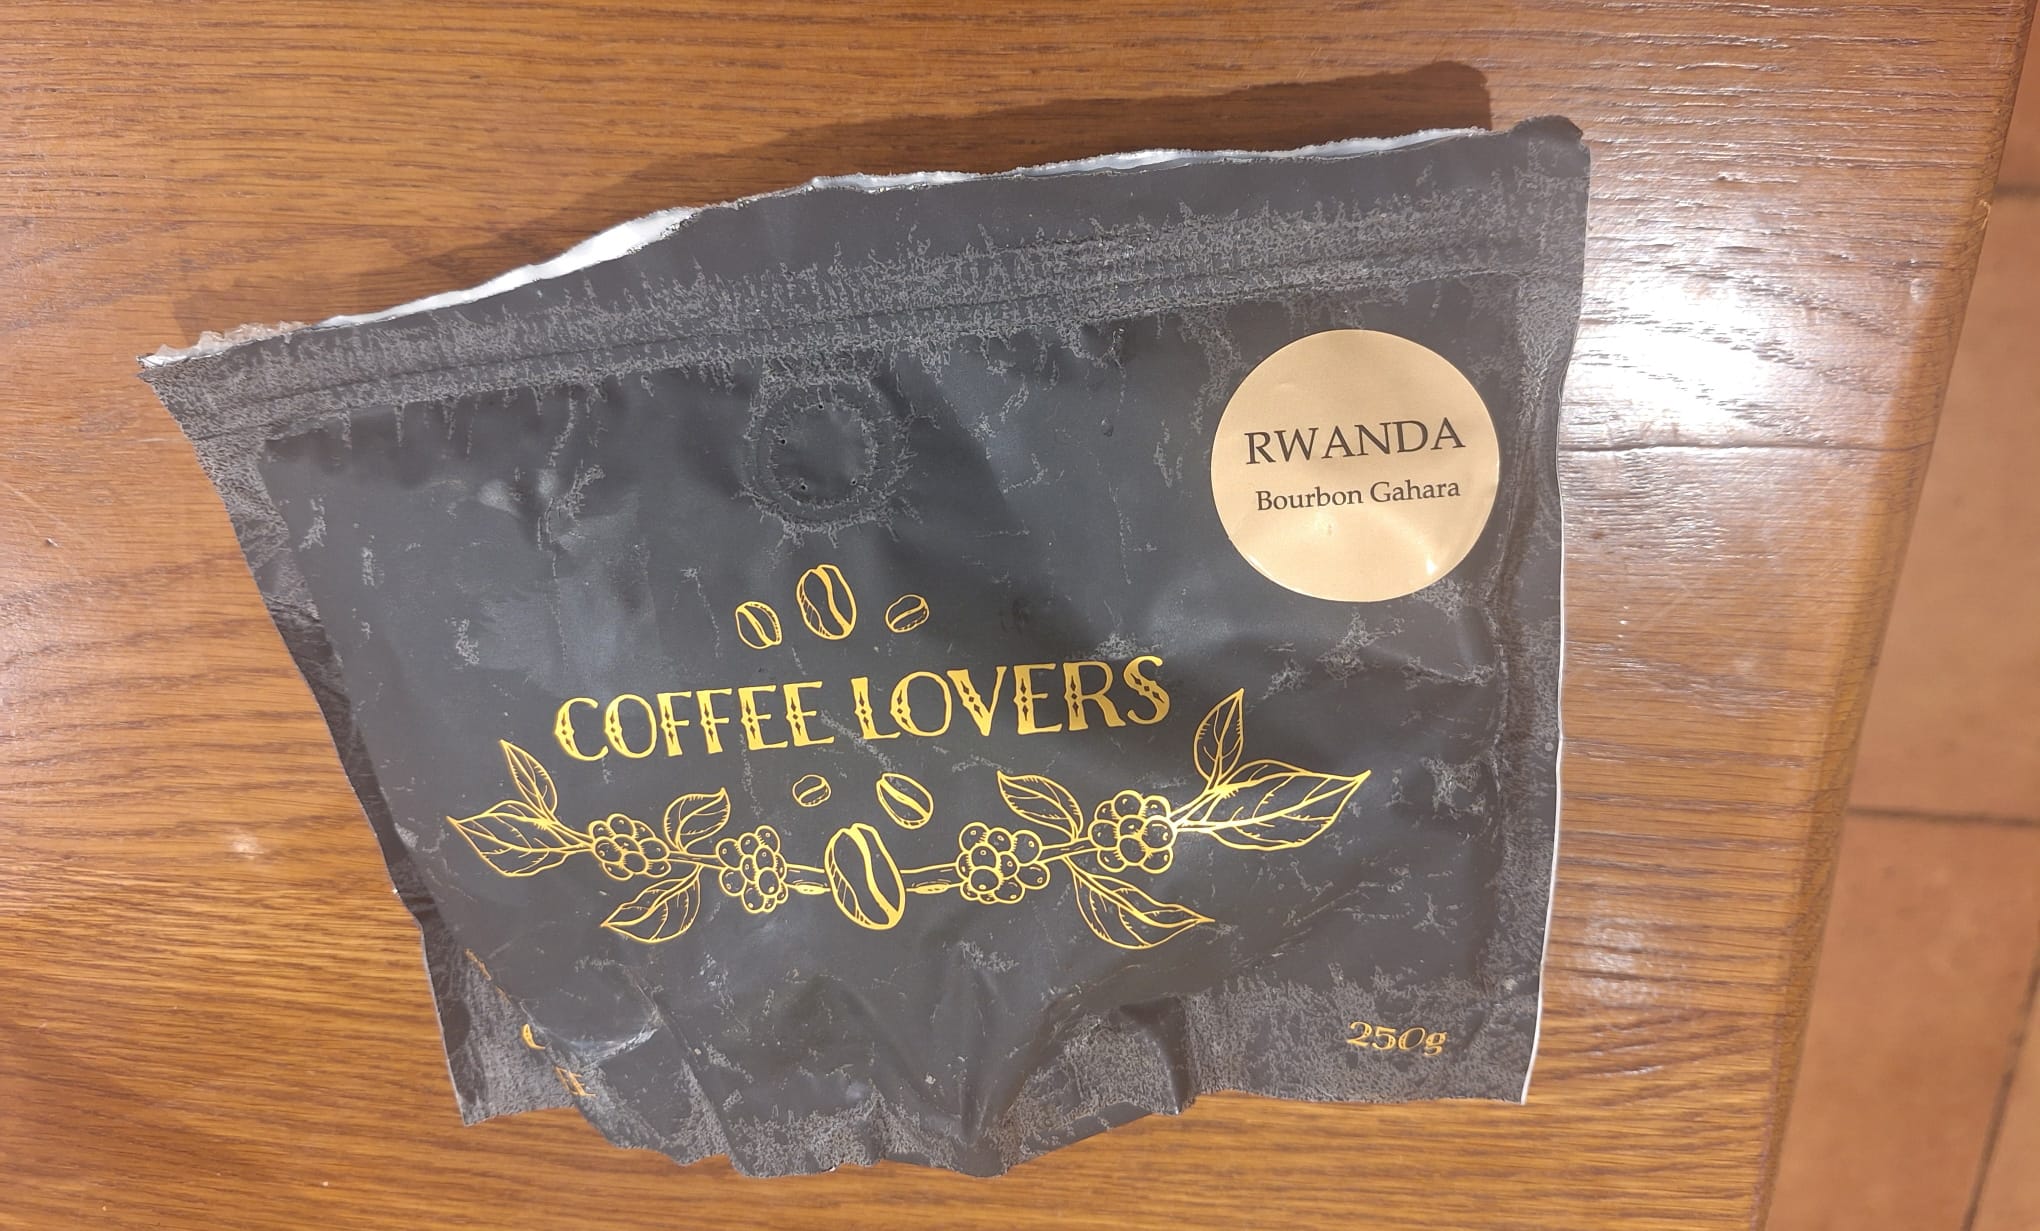 RWANDA
Bourbon Gahara
COFFEE LOVERS
250g